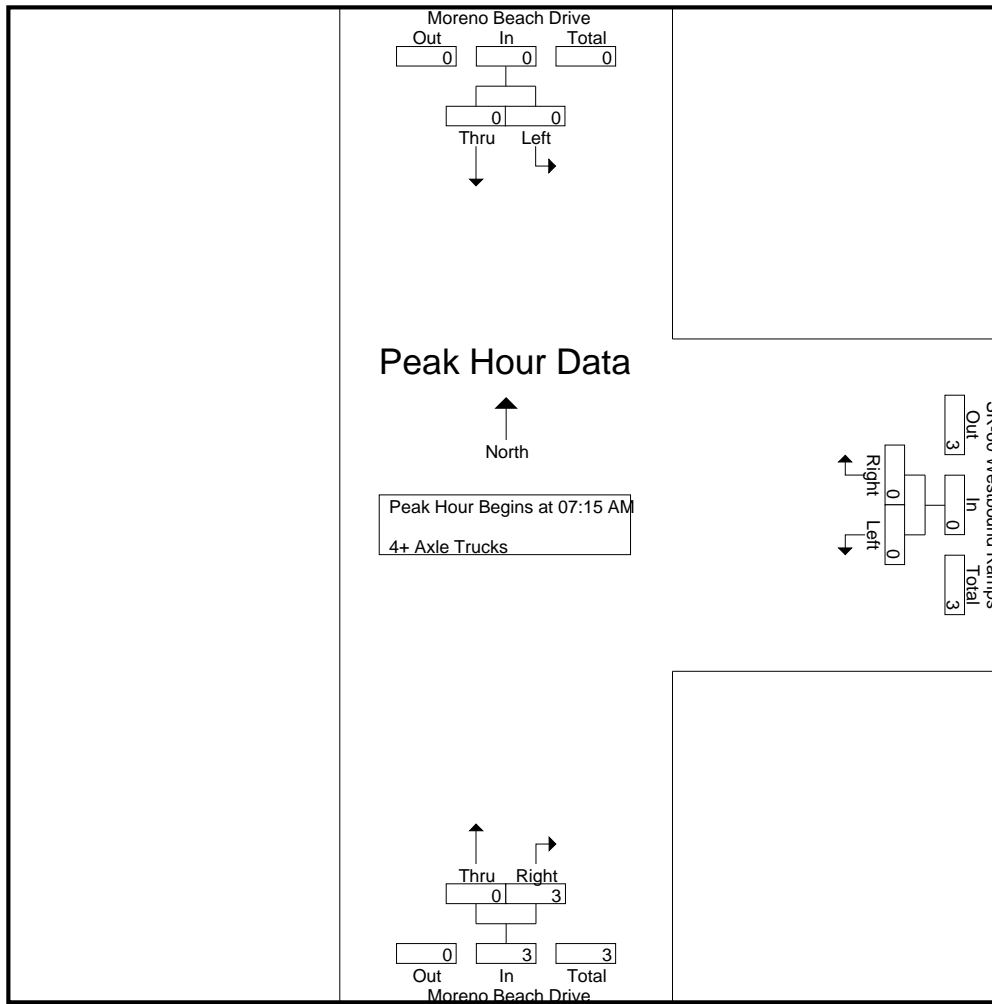 Moreno Beach Drive
Out In Total
0 0 0
0 0
Thru Left
Peak Hour Data
North
Peak Hour Begins at 07:15 AM
4+ Axle Trucks
Westbound Ramps
Out In Total
3 0 3
Right Left
0 0
Thru Right
0 3
0 3 3
Out In Total
Moreno Beach Drive